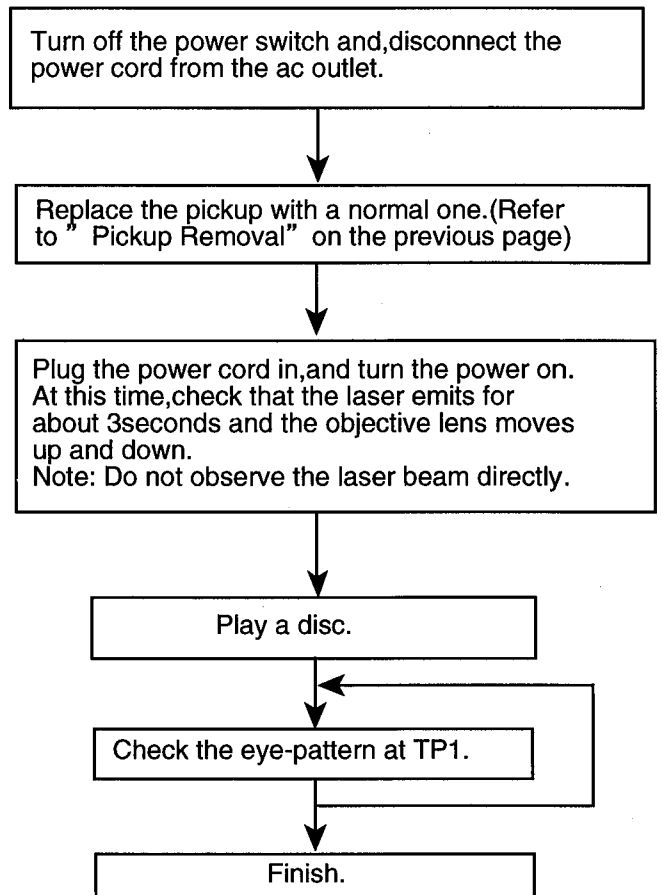 Turn off the power switch and,disconnect the
power cord from the ac outlet.
Replace the pickup with a normal one.(Refer
to ” Pickup Removal” on the previous page)
Plug the power cord in,and turn the power on.
At this time,check that the laser emits for
about 3seconds and the objective lens moves
up and down.
Note: Do not observe the laser beam directly.
Play a disc.
Check the eye-pattern at TP1.
Finish.